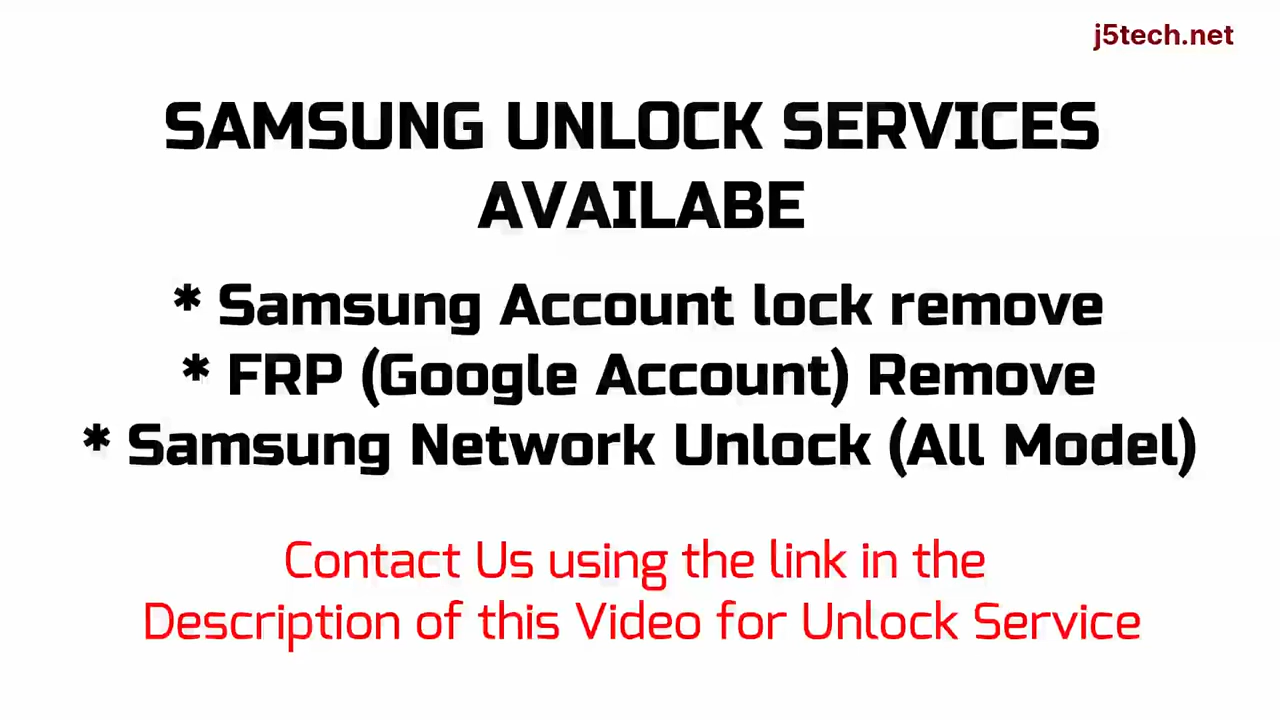 j5tech.net
SAMSUNG UNLOCK SERVICES
AVAILABE
* Samsung Account lock remove
* FRP (Google Account) Remove
* Samsung Network Unlock (All Model)
Contact Us using the link in the
Description of this Video for Unlock Service